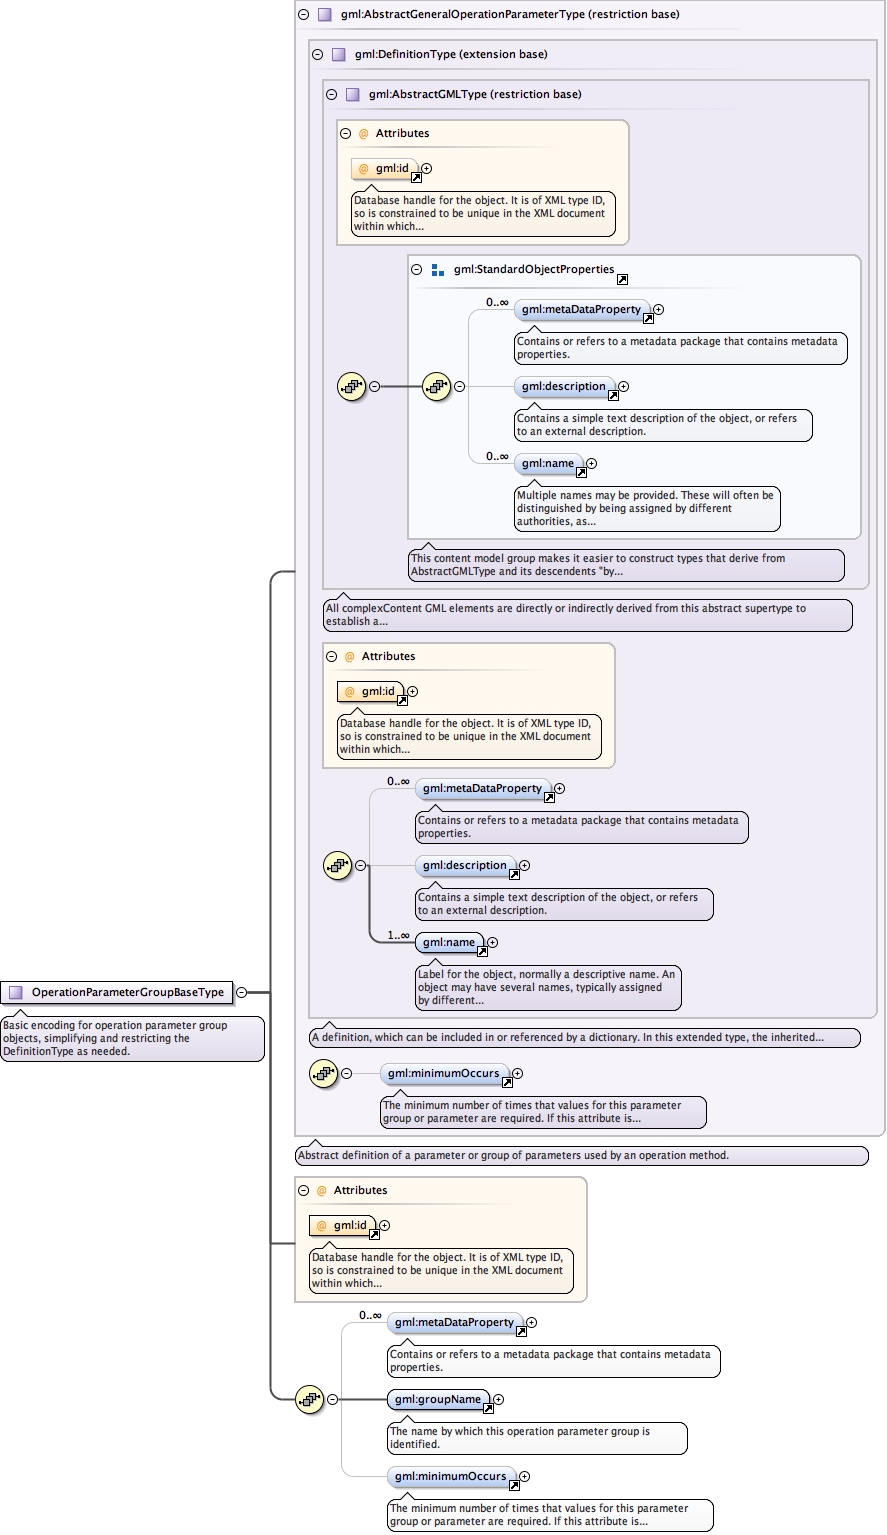 gml:AbstractGeneralOperationParameterType (restriction base)
gml:DefinitionType (extension base)
gml:AbstractGMLType (restriction base)
@ Attributes
@ gml:id
Database handle for the object. It is of XML type ID,
so is constrained to be unique in the XML document
within which...
gml:StandardObjectProperties
0..∞
gml:metaDataProperty
Contains or refers to a metadata package that contains metadata
properties.
gml:description
Contains a simple text description of the object, or refers
to an external description.
0..∞
gml:name
Multiple names may be provided. These will often be
distinguished by being assigned by different
authorities, as...
This content model group makes it easier to construct types that derive from
AbstractGMLType and its descendents "by...
All complexContent GML elements are directly or indirectly derived from this abstract supertype to
establish a...
@ Attributes
@ gml:id
Database handle for the object. It is of XML type ID,
so is constrained to be unique in the XML document
within which...
0..∞
gml:metaDataProperty
Contains or refers to a metadata package that contains metadata
properties.
gml:description
Contains a simple text description of the object, or refers
to an external description.
1..∞
gml:name
Label for the object, normally a descriptive name. An
object may have several names, typically assigned
by different...
OperationParameterGroupBaseType
Basic encoding for operation parameter group
objects, simplifying and restricting the
DefinitionType as needed.
A definition, which can be included in or referenced by a dictionary. In this extended type, the inherited...
gml:minimumOccurs
The minimum number of times that values for this parameter
group or parameter are required. If this attribute is...
Abstract definition of a parameter or group of parameters used by an operation method.
@ Attributes
@ gml:id
Database handle for the object. It is of XML type ID,
so is constrained to be unique in the XML document
within which...
0..∞
gml:metaDataProperty
Contains or refers to a metadata package that contains metadata
properties.
gml:groupName
The name by which this operation parameter group is
identified.
gml:minimumOccurs
The minimum number of times that values for this parameter
group or parameter are required. If this attribute is...